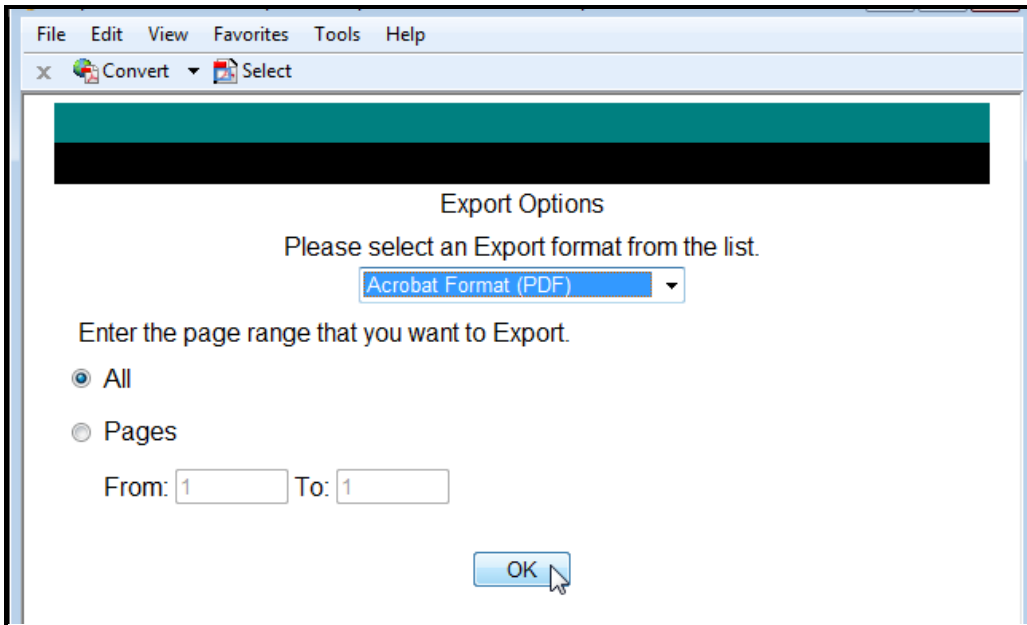 File Edit View Favorites Tools Help
x Convert Select
Export Options
Please select an Export format from the list.
Acrobat Format (PDF)
Enter the page range that you want to Export.
All
Pages
From: 1 To: 1
OK